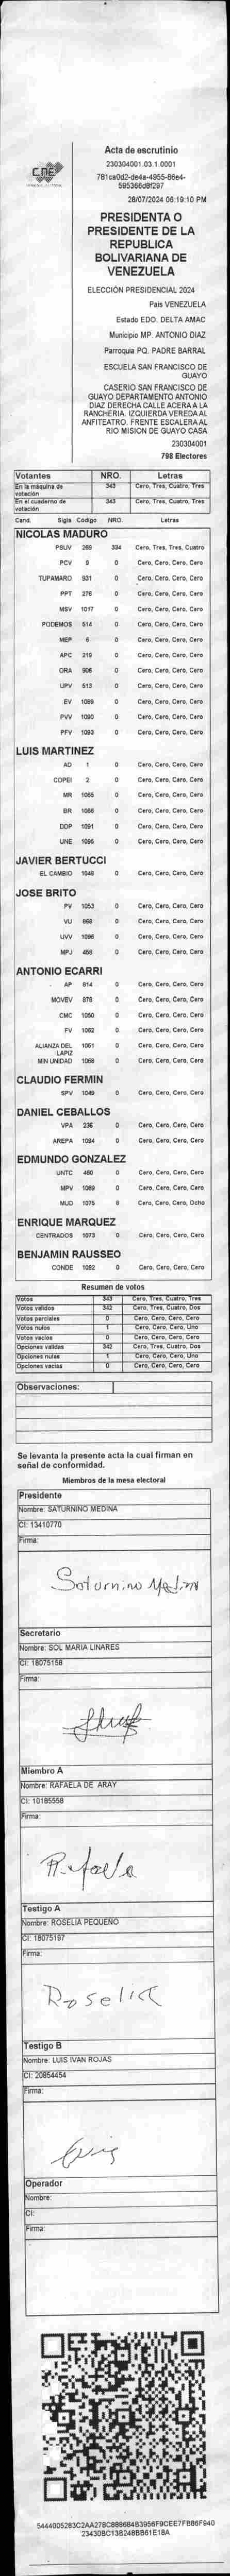 CNE
Acta de escrutinio
230304001.03.1.0001
28/07/2024 06:19:10 PM
PRESIDENTA O
PRESIDENTE DE LA
REPUBLICA
BOLIVARIANA DE
VENEZUELA
ELECCIÓN PRESIDENCIAL 2024
Pais VENEZUELA
Estado EDO. DELTA AMAC
Municipio MP. ANTONIO DIAZ
Parroquia PQ. PADRE BARRAL
ESCUELA SAN FRANCISCO DE
GUAYO
CASERIO SAN FRANCISCO DE
GUAYO DEPARTAMENTO ANTONIO
DIAZ DERECHA CALLE ACERA A LA
RANCHERIA. IZQUIERDA VEREDA AL
ANFITEATRO. FRENTE ESCALERA AL
RIO MISION DE GUAYO CASA
230304001
798 Electores
Votantes NRO. Letras
En la máquina de votación 343 Cero, Tres, Cuatro, Tres
En el cuaderno de votación 343 Cero, Tres, Cuatro, Tres
Cand. Sigla Código NRO. Letras
NICOLAS MADURO
PSUV 269 334 Cero, Tres, Tres, Cuatro
PCV 9 0 Cero, Cero, Cero, Cero
TUPAMARO 931 0 Cero, Cero, Cero, Cero
PPT 276 0 Cero, Cero, Cero, Cero
MSV 1017 0 Cero, Cero, Cero, Cero
PODEMOS 514 0 Cero, Cero, Cero, Cero
MEP 6 0 Cero, Cero, Cero, Cero
APC 219 0 Cero, Cero, Cero, Cero
ORA 906 0 Cero, Cero, Cero, Cero
UPV 513 0 Cero, Cero, Cero, Cero
EV 1089 0 Cero, Cero, Cero, Cero
PVV 1090 0 Cero, Cero, Cero, Cero
PFV 1093 0 Cero, Cero, Cero, Cero
LUIS MARTINEZ
AD 1 0 Cero, Cero, Cero, Cero
COPEI 2 0 Cero, Cero, Cero, Cero
MR 1065 0 Cero, Cero, Cero, Cero
BR 1066 0 Cero, Cero, Cero, Cero
DDP 1091 0 Cero, Cero, Cero, Cero
UNE 1095 0 Cero, Cero, Cero, Cero
JAVIER BERTUCCI
EL CAMBIO 1049 0 Cero, Cero, Cero, Cero
JOSE BRITO
PV 1053 0 Cero, Cero, Cero, Cero
VU 868 0 Cero, Cero, Cero, Cero
UVV 1096 0 Cero, Cero, Cero, Cero
MPJ 458 0 Cero, Cero, Cero, Cero
ANTONIO ECARRI
AP 814 0 Cero, Cero, Cero, Cero
MOVEV 878 0 Cero, Cero, Cero, Cero
CMC 1050 0 Cero, Cero, Cero, Cero
FV 1062 0 Cero, Cero, Cero, Cero
ALIANZA DEL LAPIZ 1051 0 Cero, Cero, Cero, Cero
MIN UNIDAD 1068 0 Cero, Cero, Cero, Cero
CLAUDIO FERMIN
SPV 1049 0 Cero, Cero, Cero, Cero
DANIEL CEBALLOS
VPA 236 0 Cero, Cero, Cero, Cero
AREPA 1094 0 Cero, Cero, Cero, Cero
EDMUNDO GONZALEZ
UNTC 460 0 Cero, Cero, Cero, Cero
MPV 1069 0 Cero, Cero, Cero, Cero
MUD 1075 8 Cero, Cero, Cero, Ocho
ENRIQUE MARQUEZ
CENTRADOS 1073 0 Cero, Cero, Cero, Cero
BENJAMIN RAUSSEO
CONDE 1092 0 Cero, Cero, Cero, Cero
Resumen de votos
Votos 343 Cero, Tres, Cuatro, Tres
Votos validos 342 Cero, Tres, Cuatro, Dos
Votos parciales 0 Cero, Cero, Cero, Cero
Votos nulos 1 Cero, Cero, Cero, Uno
Votos vacios 0 Cero, Cero, Cero, Cero
Opciones validas 342 Cero, Tres, Cuatro, Dos
Opciones nulas 1 Cero, Cero, Cero, Uno
Opciones vacias 0 Cero, Cero, Cero, Cero
Observaciones:
Se levanta la presente acta la cual firman en
señal de conformidad.
Miembros de la mesa electoral
Presidente
Nombre: SATURNINO MEDINA
CI: 13410770
Firma:
Saturnino Medina
Secretario
Nombre: SOL MARIA LINARES
CI: 18075158
Firma:
Miembro A
Nombre: RAFAELA DE ARAY
CI: 10185558
Firma:
Rafaela
Testigo A
Nombre: ROSELIA PEQUEÑO
CI: 18075197
Firma:
Roselia
Testigo B
Nombre: LUIS IVAN ROJAS
CI: 20854454
Firma:
Luis
Operador
Nombre:
CI:
Firma: